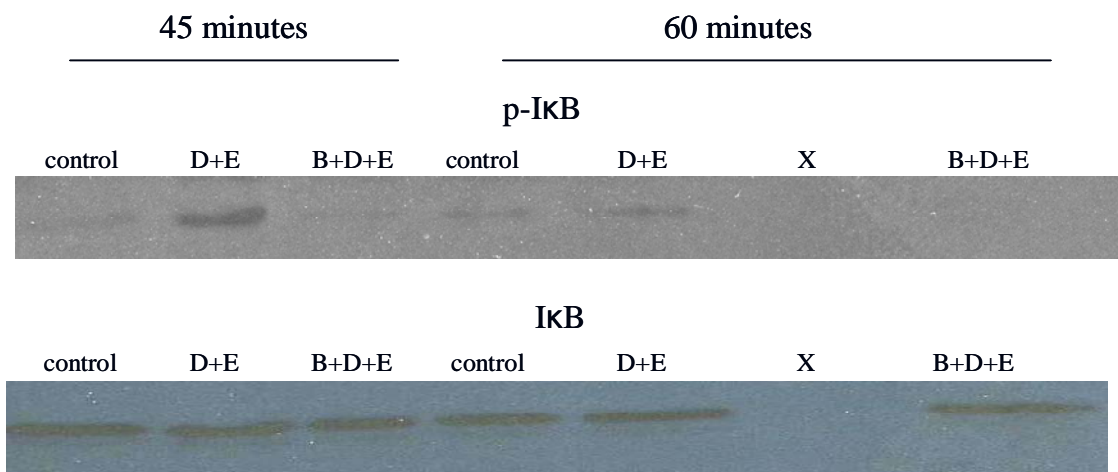 45 minutes 60 minutes
p-IκB
control D+E B+D+E control D+E X B+D+E
IκB
control D+E B+D+E control D+E X B+D+E